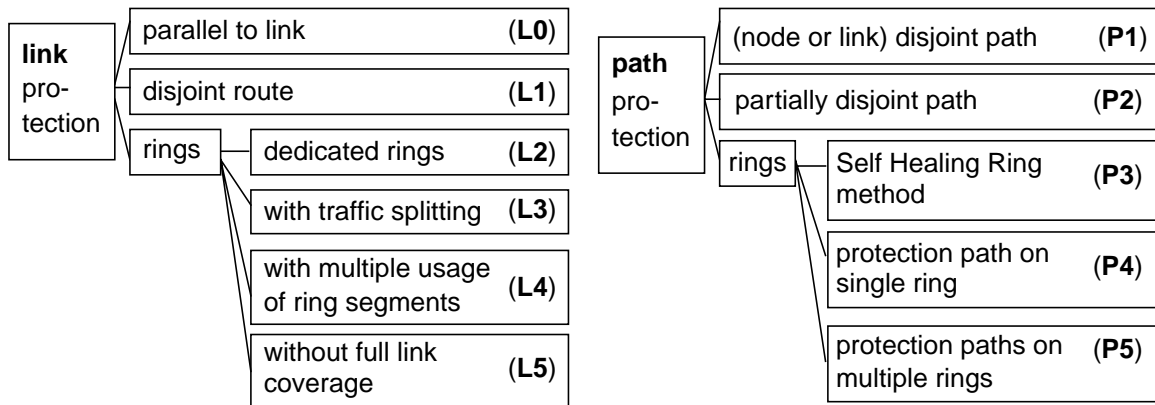 link
pro-
tection
parallel to link (L0)
disjoint route (L1)
rings
dedicated rings (L2)
with traffic splitting (L3)
with multiple usage
of ring segments (L4)
without full link
coverage (L5)
path
pro-
tection
(node or link) disjoint path (P1)
partially disjoint path (P2)
rings
Self Healing Ring
method (P3)
protection path on
single ring (P4)
protection paths on
multiple rings (P5)